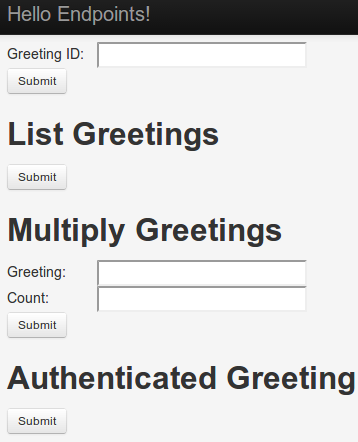 Hello Endpoints!
Greeting ID:
Submit
List Greetings
Submit
Multiply Greetings
Greeting:
Count:
Submit
Authenticated Greeting
Submit